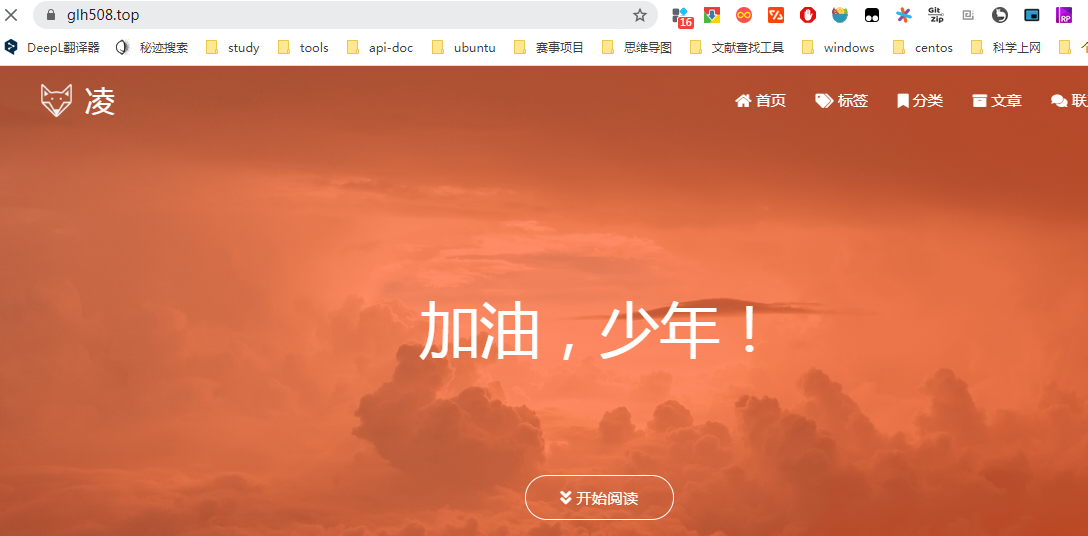 glh508.top
16
Git
Zip
RP
DeepL翻译器 秘迹搜索 study tools api-doc ubuntu 赛事项目 思维导图 文献查找工具 windows centos 科学上网
凌 首页 标签 分类 文章 联
加油，少年！
开始阅读